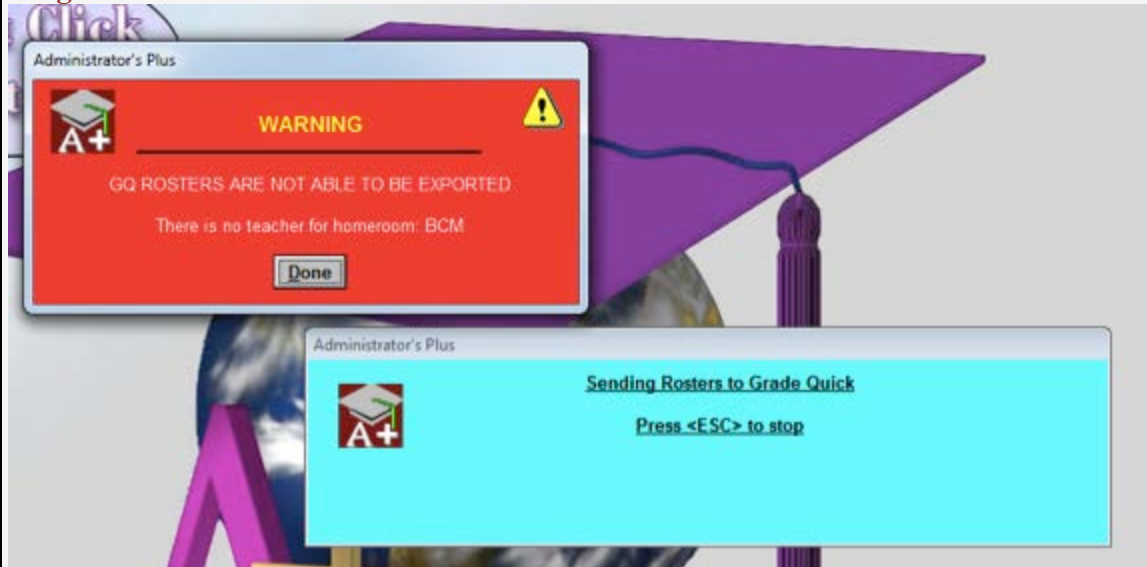 Click
Administrator's Plus
A+
WARNING
GQ ROSTERS ARE NOT ABLE TO BE EXPORTED
There is no teacher for homeroom: BCM
Done
Administrator's Plus
A+
Sending Rosters to Grade Quick
Press <ESC> to stop